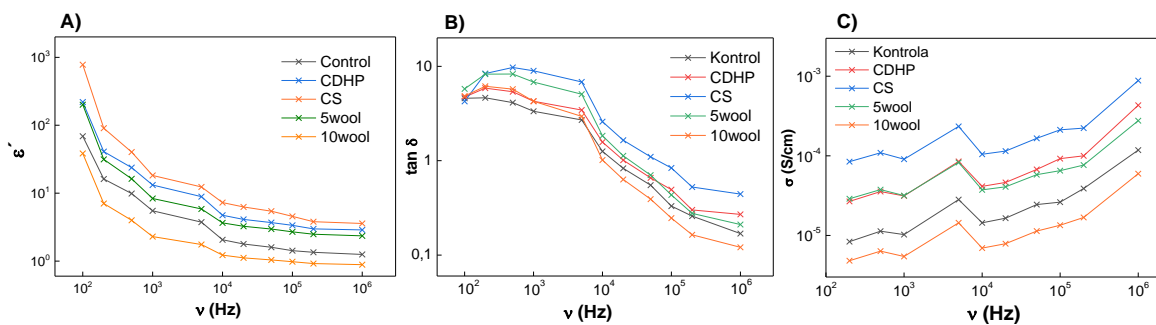 A)
10³
10²
10¹
10⁰
ε´
10² 10³ 10⁴ 10⁵ 10⁶
ν (Hz)
Control
CDHP
CS
5wool
10wool
B)
10
1
0,1
tan δ
10² 10³ 10⁴ 10⁵ 10⁶
ν (Hz)
Kontrol
CDHP
CS
5wool
10wool
C)
10⁻³
10⁻⁴
10⁻⁵
σ (S/cm)
10² 10³ 10⁴ 10⁵ 10⁶
ν (Hz)
Kontrola
CDHP
CS
5wool
10wool